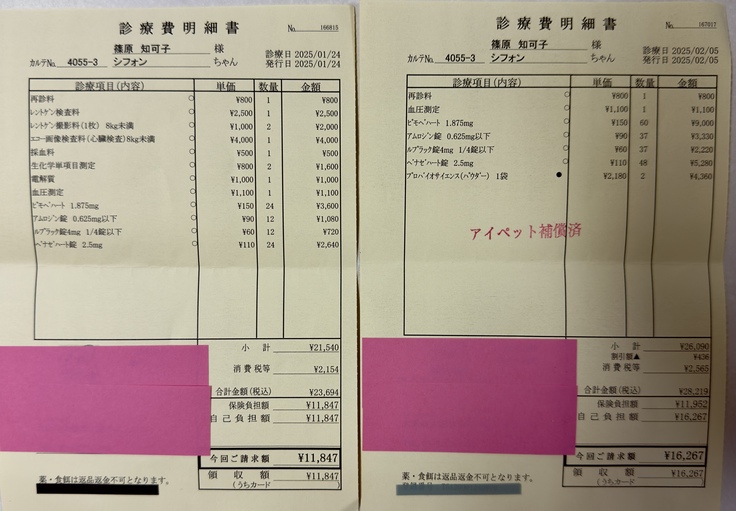 診療費明細書
No. 166815
篠原 知可子 様
カルテNo. 4055-3 シフォン ちゃん
診療日 2025/01/24
発行日 2025/01/24
診療項目(内容) 単価 数量 金額
再診料 ○ ¥800 1 ¥800
レントゲン検査料 ○ ¥2,500 1 ¥2,500
レントゲン撮影料(1枚) 8kg未満 ○ ¥1,000 2 ¥2,000
エコー画像検査料(心臓検査)8kg未満 ○ ¥4,000 1 ¥4,000
採血料 ○ ¥500 1 ¥500
生化学単項目測定 ○ ¥800 2 ¥1,600
電解質 ○ ¥1,000 1 ¥1,000
血圧測定 ○ ¥1,100 1 ¥1,100
ピモベハート 1.875mg ○ ¥150 24 ¥3,600
アムロジン錠 0.625mg以下 ○ ¥90 12 ¥1,080
ルプラック錠4mg 1/4錠以下 ○ ¥60 12 ¥720
ベナゼハート錠 2.5mg ○ ¥110 24 ¥2,640
小計 ¥21,540
消費税等 ¥2,154
合計金額(税込) ¥23,694
保険負担額 ¥11,847
自己負担額 ¥11,847
今回ご請求額 ¥11,847
領収額 ¥11,847
(うちカード
薬・食餌は返品返金不可となります。
診療費明細書
No. 167017
篠原 知可子 様
カルテNo. 4055-3 シフォン ちゃん
診療日 2025/02/05
発行日 2025/02/05
診療項目(内容) 単価 数量 金額
再診料 ○ ¥800 1 ¥800
血圧測定 ○ ¥1,100 1 ¥1,100
ピモベハート 1.875mg ○ ¥150 60 ¥9,000
アムロジン錠 0.625mg以下 ○ ¥90 37 ¥3,330
ルプラック錠4mg 1/4錠以下 ○ ¥60 37 ¥2,220
ベナゼハート錠 2.5mg ○ ¥110 48 ¥5,280
プロバイオサイエンス(パウダー) 1袋 ● ¥2,180 2 ¥4,360
アイペット補償済
小計 ¥26,090
割引額▲ ¥436
消費税等 ¥2,565
合計金額(税込) ¥28,219
保険負担額 ¥11,952
自己負担額 ¥16,267
今回ご請求額 ¥16,267
領収額 ¥16,267
(うちカード
薬・食餌は返品返金不可となります。